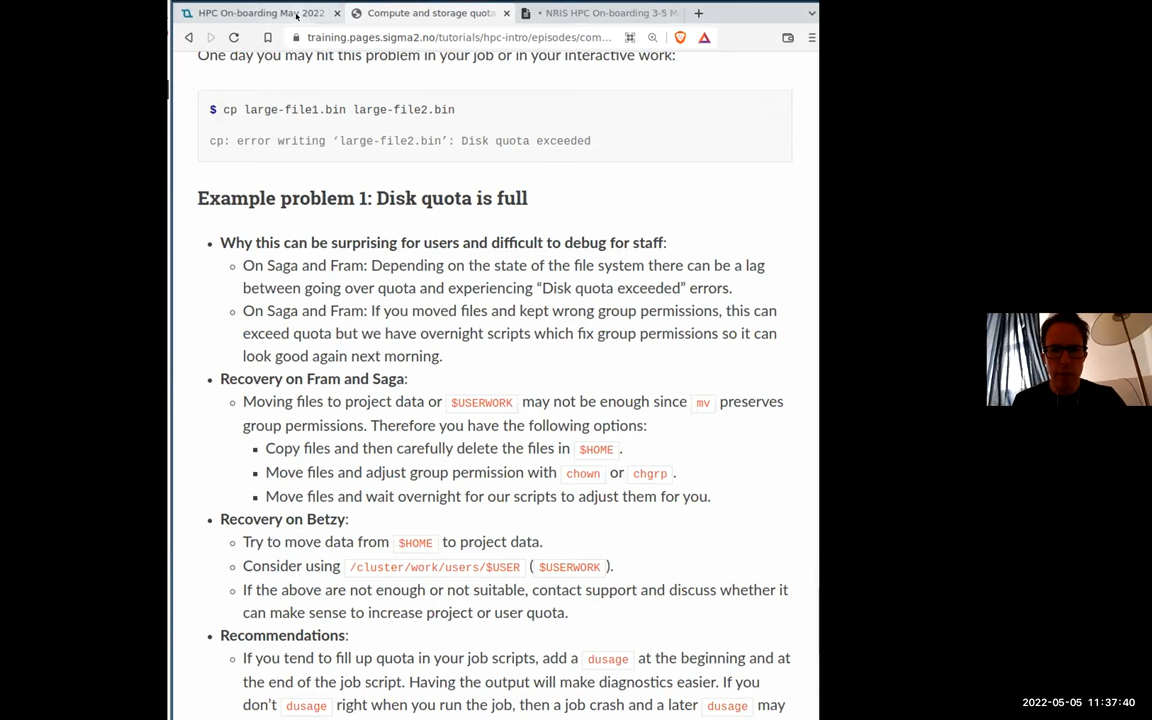 HPC On-boarding May 2022
Compute and storage quota
• NRIS HPC On-boarding 3-5 M
training.pages.sigma2.no/tutorials/hpc-intro/episodes/com...
One day you may hit this problem in your job or in your interactive work:
$ cp large-file1.bin large-file2.bin
cp: error writing ‘large-file2.bin’: Disk quota exceeded
Example problem 1: Disk quota is full
• Why this can be surprising for users and difficult to debug for staff:
◦ On Saga and Fram: Depending on the state of the file system there can be a lag
between going over quota and experiencing “Disk quota exceeded” errors.
◦ On Saga and Fram: If you moved files and kept wrong group permissions, this can
exceed quota but we have overnight scripts which fix group permissions so it can
look good again next morning.
• Recovery on Fram and Saga:
◦ Moving files to project data or $USERWORK may not be enough since mv preserves
group permissions. Therefore you have the following options:
▪ Copy files and then carefully delete the files in $HOME.
▪ Move files and adjust group permission with chown or chgrp.
▪ Move files and wait overnight for our scripts to adjust them for you.
• Recovery on Betzy:
◦ Try to move data from $HOME to project data.
◦ Consider using /cluster/work/users/$USER ( $USERWORK ).
◦ If the above are not enough or not suitable, contact support and discuss whether it
can make sense to increase project or user quota.
• Recommendations:
◦ If you tend to fill up quota in your job scripts, add a dusage at the beginning and at
the end of the job script. Having the output will make diagnostics easier. If you
don’t dusage right when you run the job, then a job crash and a later dusage may
2022-05-05 11:37:40